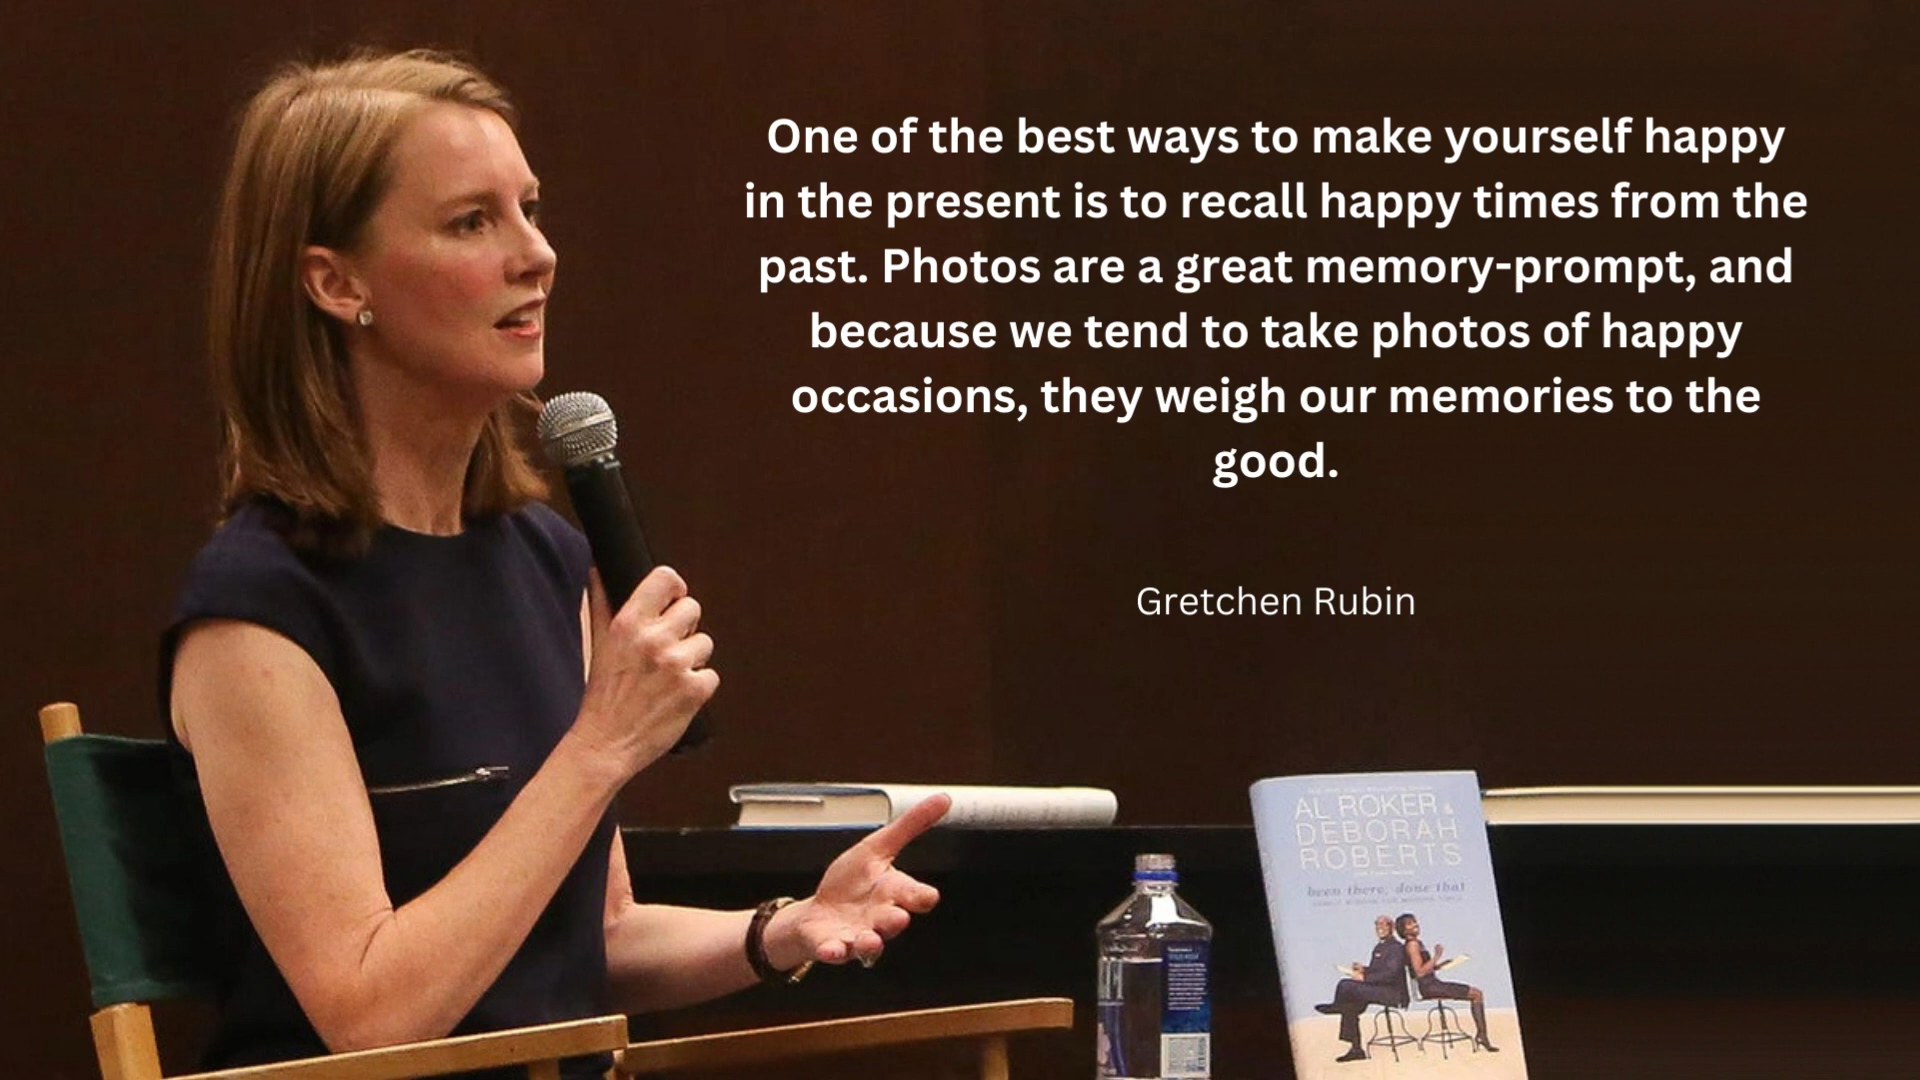 One of the best ways to make yourself happy
in the present is to recall happy times from the
past. Photos are a great memory-prompt, and
because we tend to take photos of happy
occasions, they weigh our memories to the
good.
Gretchen Rubin
AL ROKER &
DEBORAH
ROBERTS
been there, done that